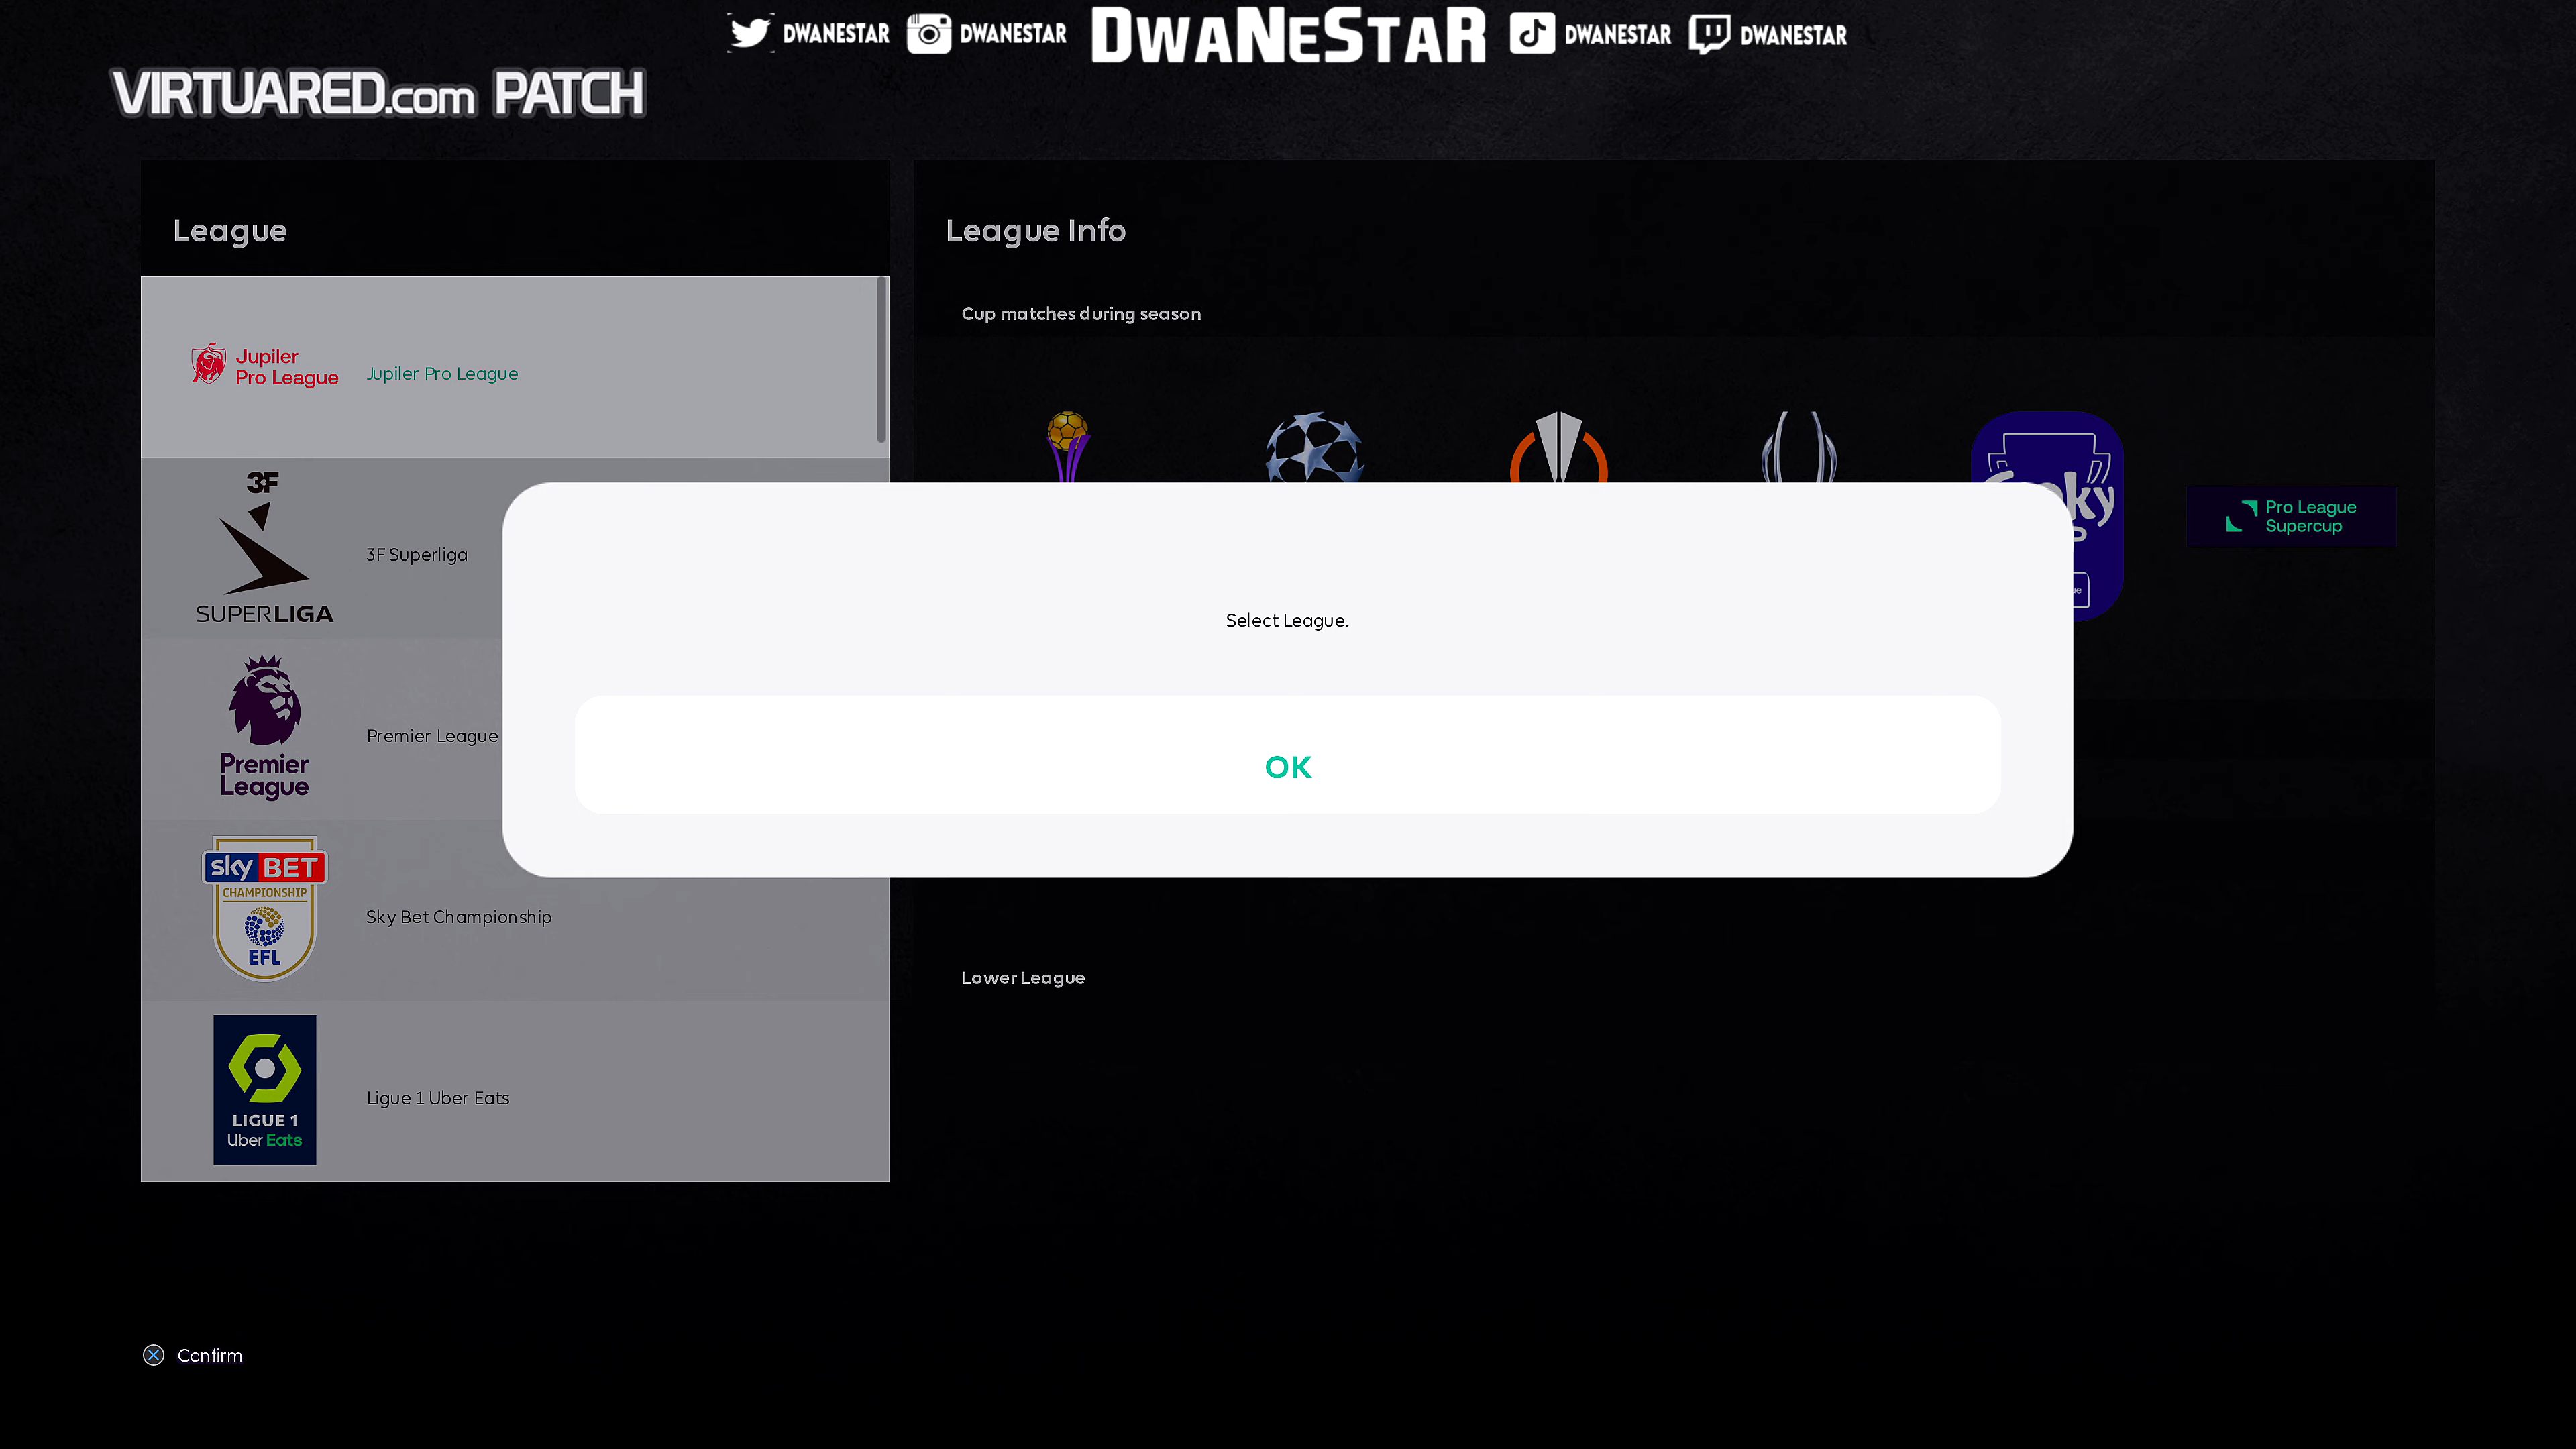 DWANESTAR
DWANESTAR
DWANESTAR
DWANESTAR
DWANESTAR
VIRTUARED.com PATCH
League
Jupiler
Pro League
Jupiler Pro League
3F
SUPERLIGA
3F Superliga
Premier
League
Premier League
sky BET
CHAMPIONSHIP
EFL
Sky Bet Championship
LIGUE 1
Uber Eats
Ligue 1 Uber Eats
League Info
Cup matches during season
Pro League
Supercup
Select League.
OK
Lower League
Confirm